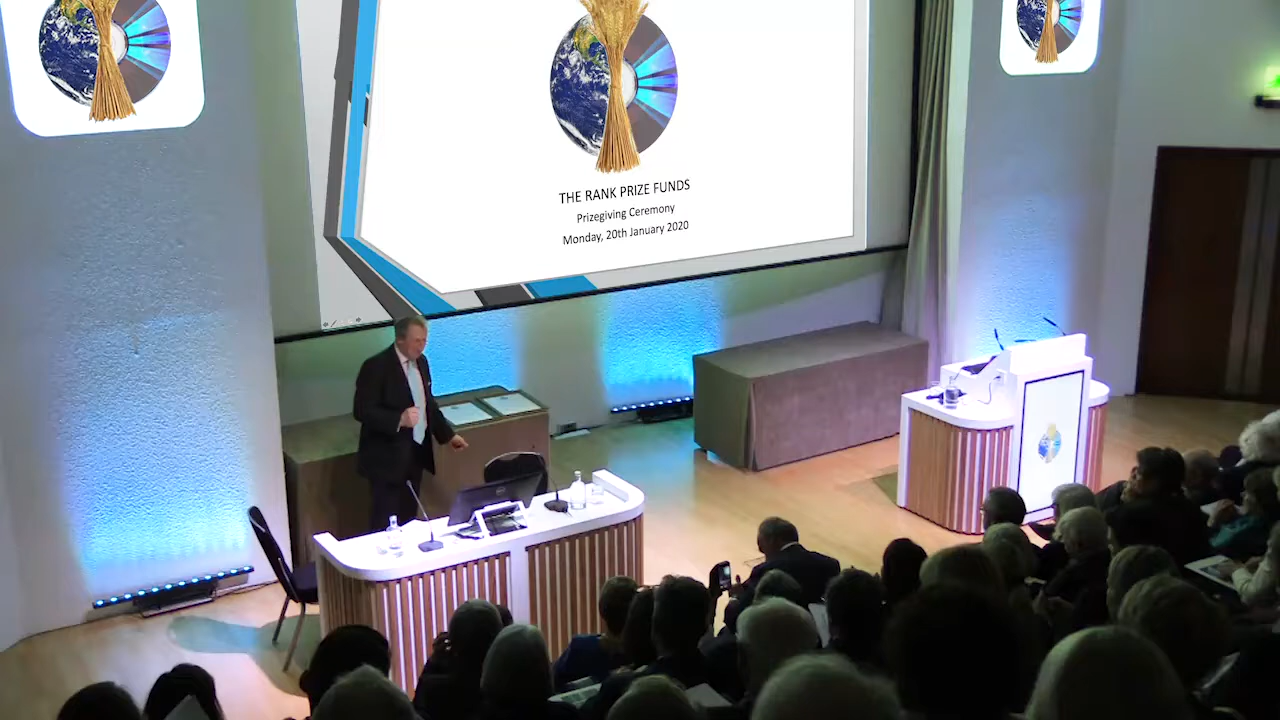 THE RANK PRIZE FUNDS
Prizegiving Ceremony
Monday, 20th January 2020